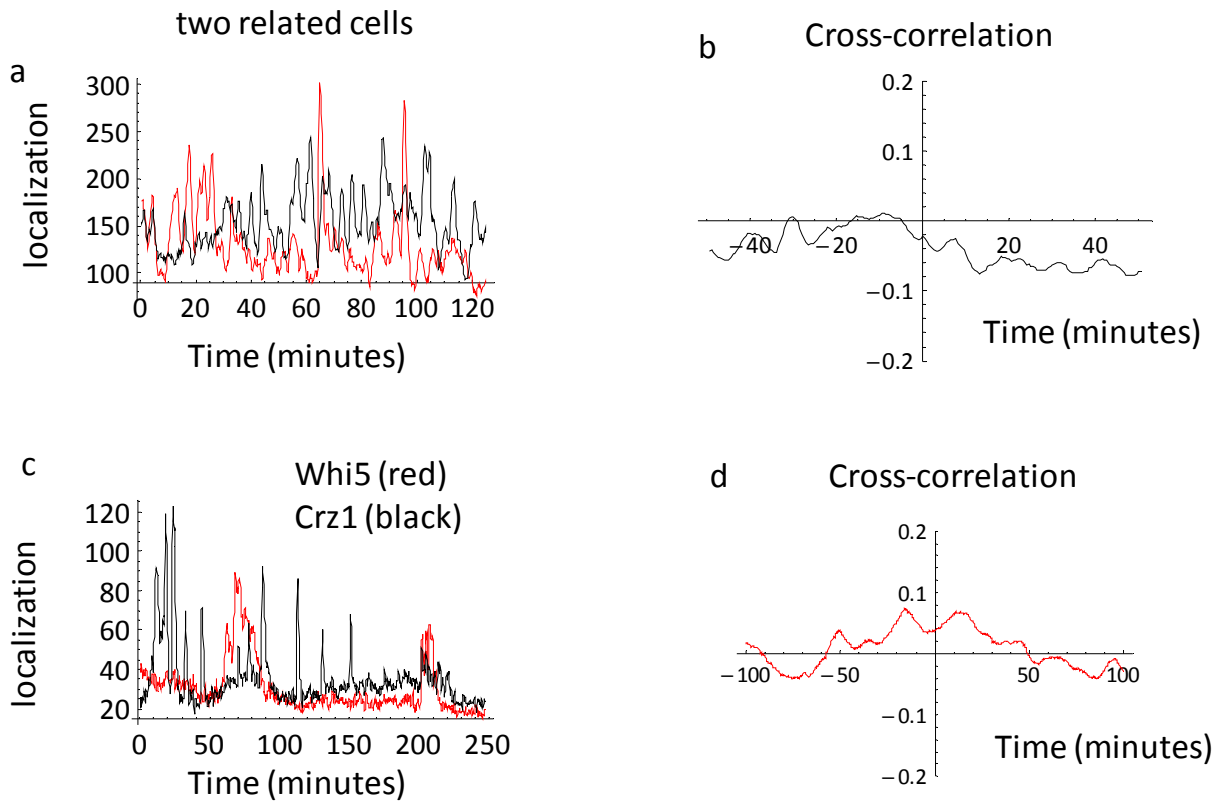 two related cells
a
localization
300
250
200
150
100
0 20 40 60 80 100 120
Time (minutes)
b
Cross-correlation
0.2
0.1
−40 −20 20 40
−0.1
−0.2
Time (minutes)
c
Whi5 (red)
Crz1 (black)
localization
120
100
80
60
40
20
0 50 100 150 200 250
Time (minutes)
d
Cross-correlation
0.2
0.1
−100 −50 50 100
−0.1
−0.2
Time (minutes)